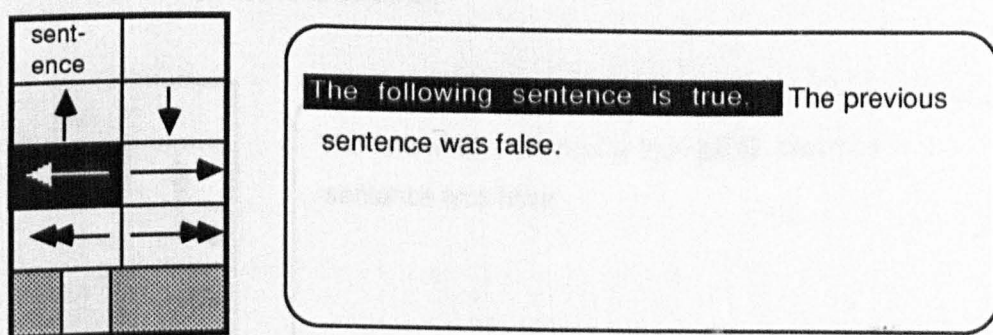 sent-
ence
The following sentence is true. The previous
sentence was false.